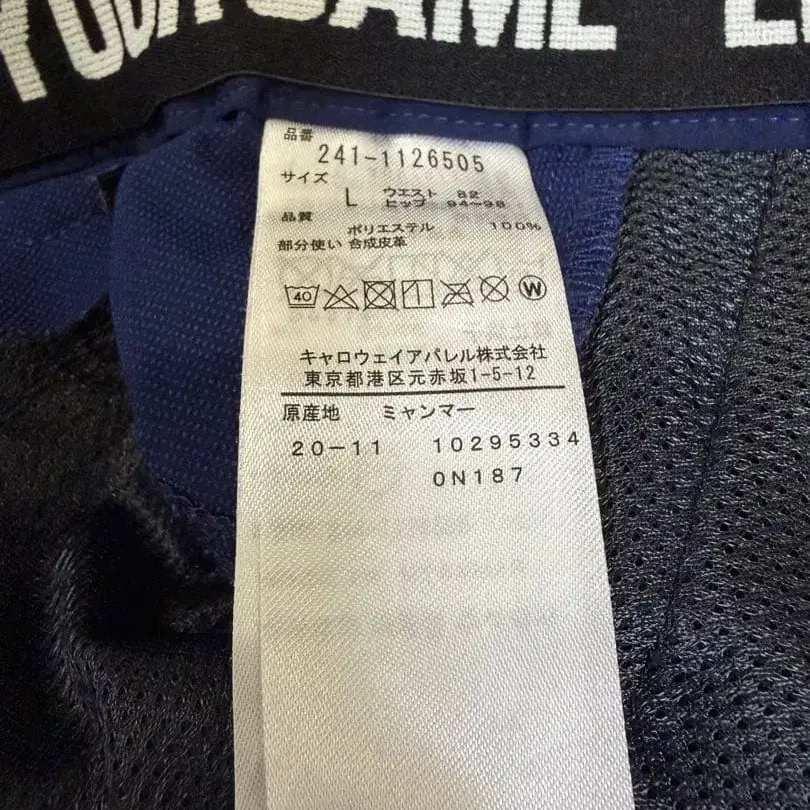 YOUR GAME
品番
241-1126505
サイズ
L ウエスト 82
ヒップ 94~98
品質
ポリエステル 100%
部分使い 合成皮革
40 W
キャロウェイアパレル株式会社
東京都港区元赤坂1-5-12
原産地 ミャンマー
20-11 10295334
0N187